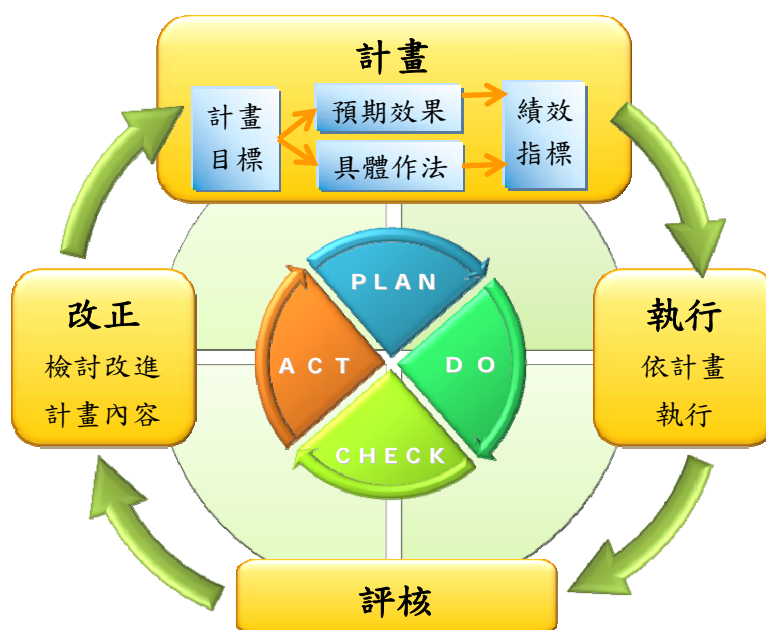 計畫
計畫
目標
預期效果
具體作法
績效
指標
PLAN
DO
CHECK
ACT
執行
依計畫
執行
評核
改正
檢討改進
計畫內容